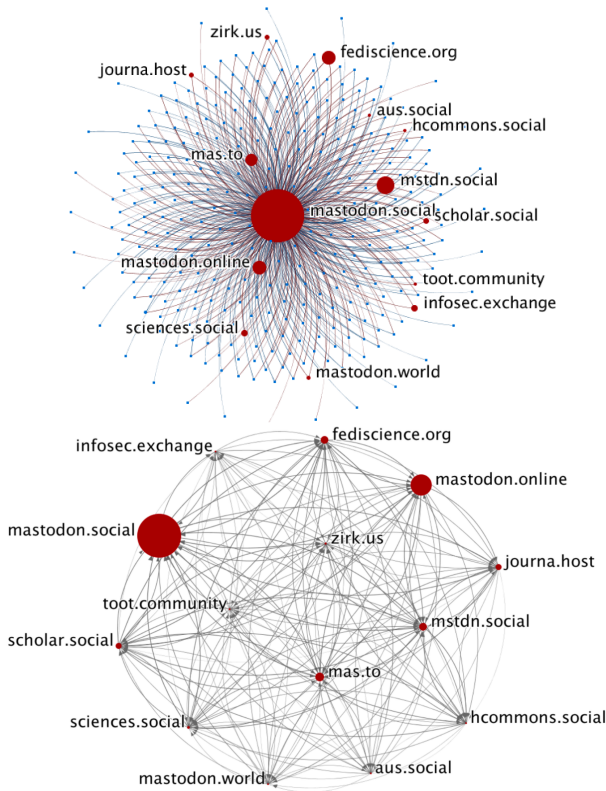 zirk.us
fediscience.org
journa.host
aus.social
hcommons.social
mas.to
mstdn.social
mastodon.social
scholar.social
mastodon.online
toot.community
infosec.exchange
sciences.social
mastodon.world
fediscience.org
infosec.exchange
mastodon.online
mastodon.social
zirk.us
journa.host
toot.community
mstdn.social
scholar.social
mas.to
sciences.social
hcommons.social
aus.social
mastodon.world